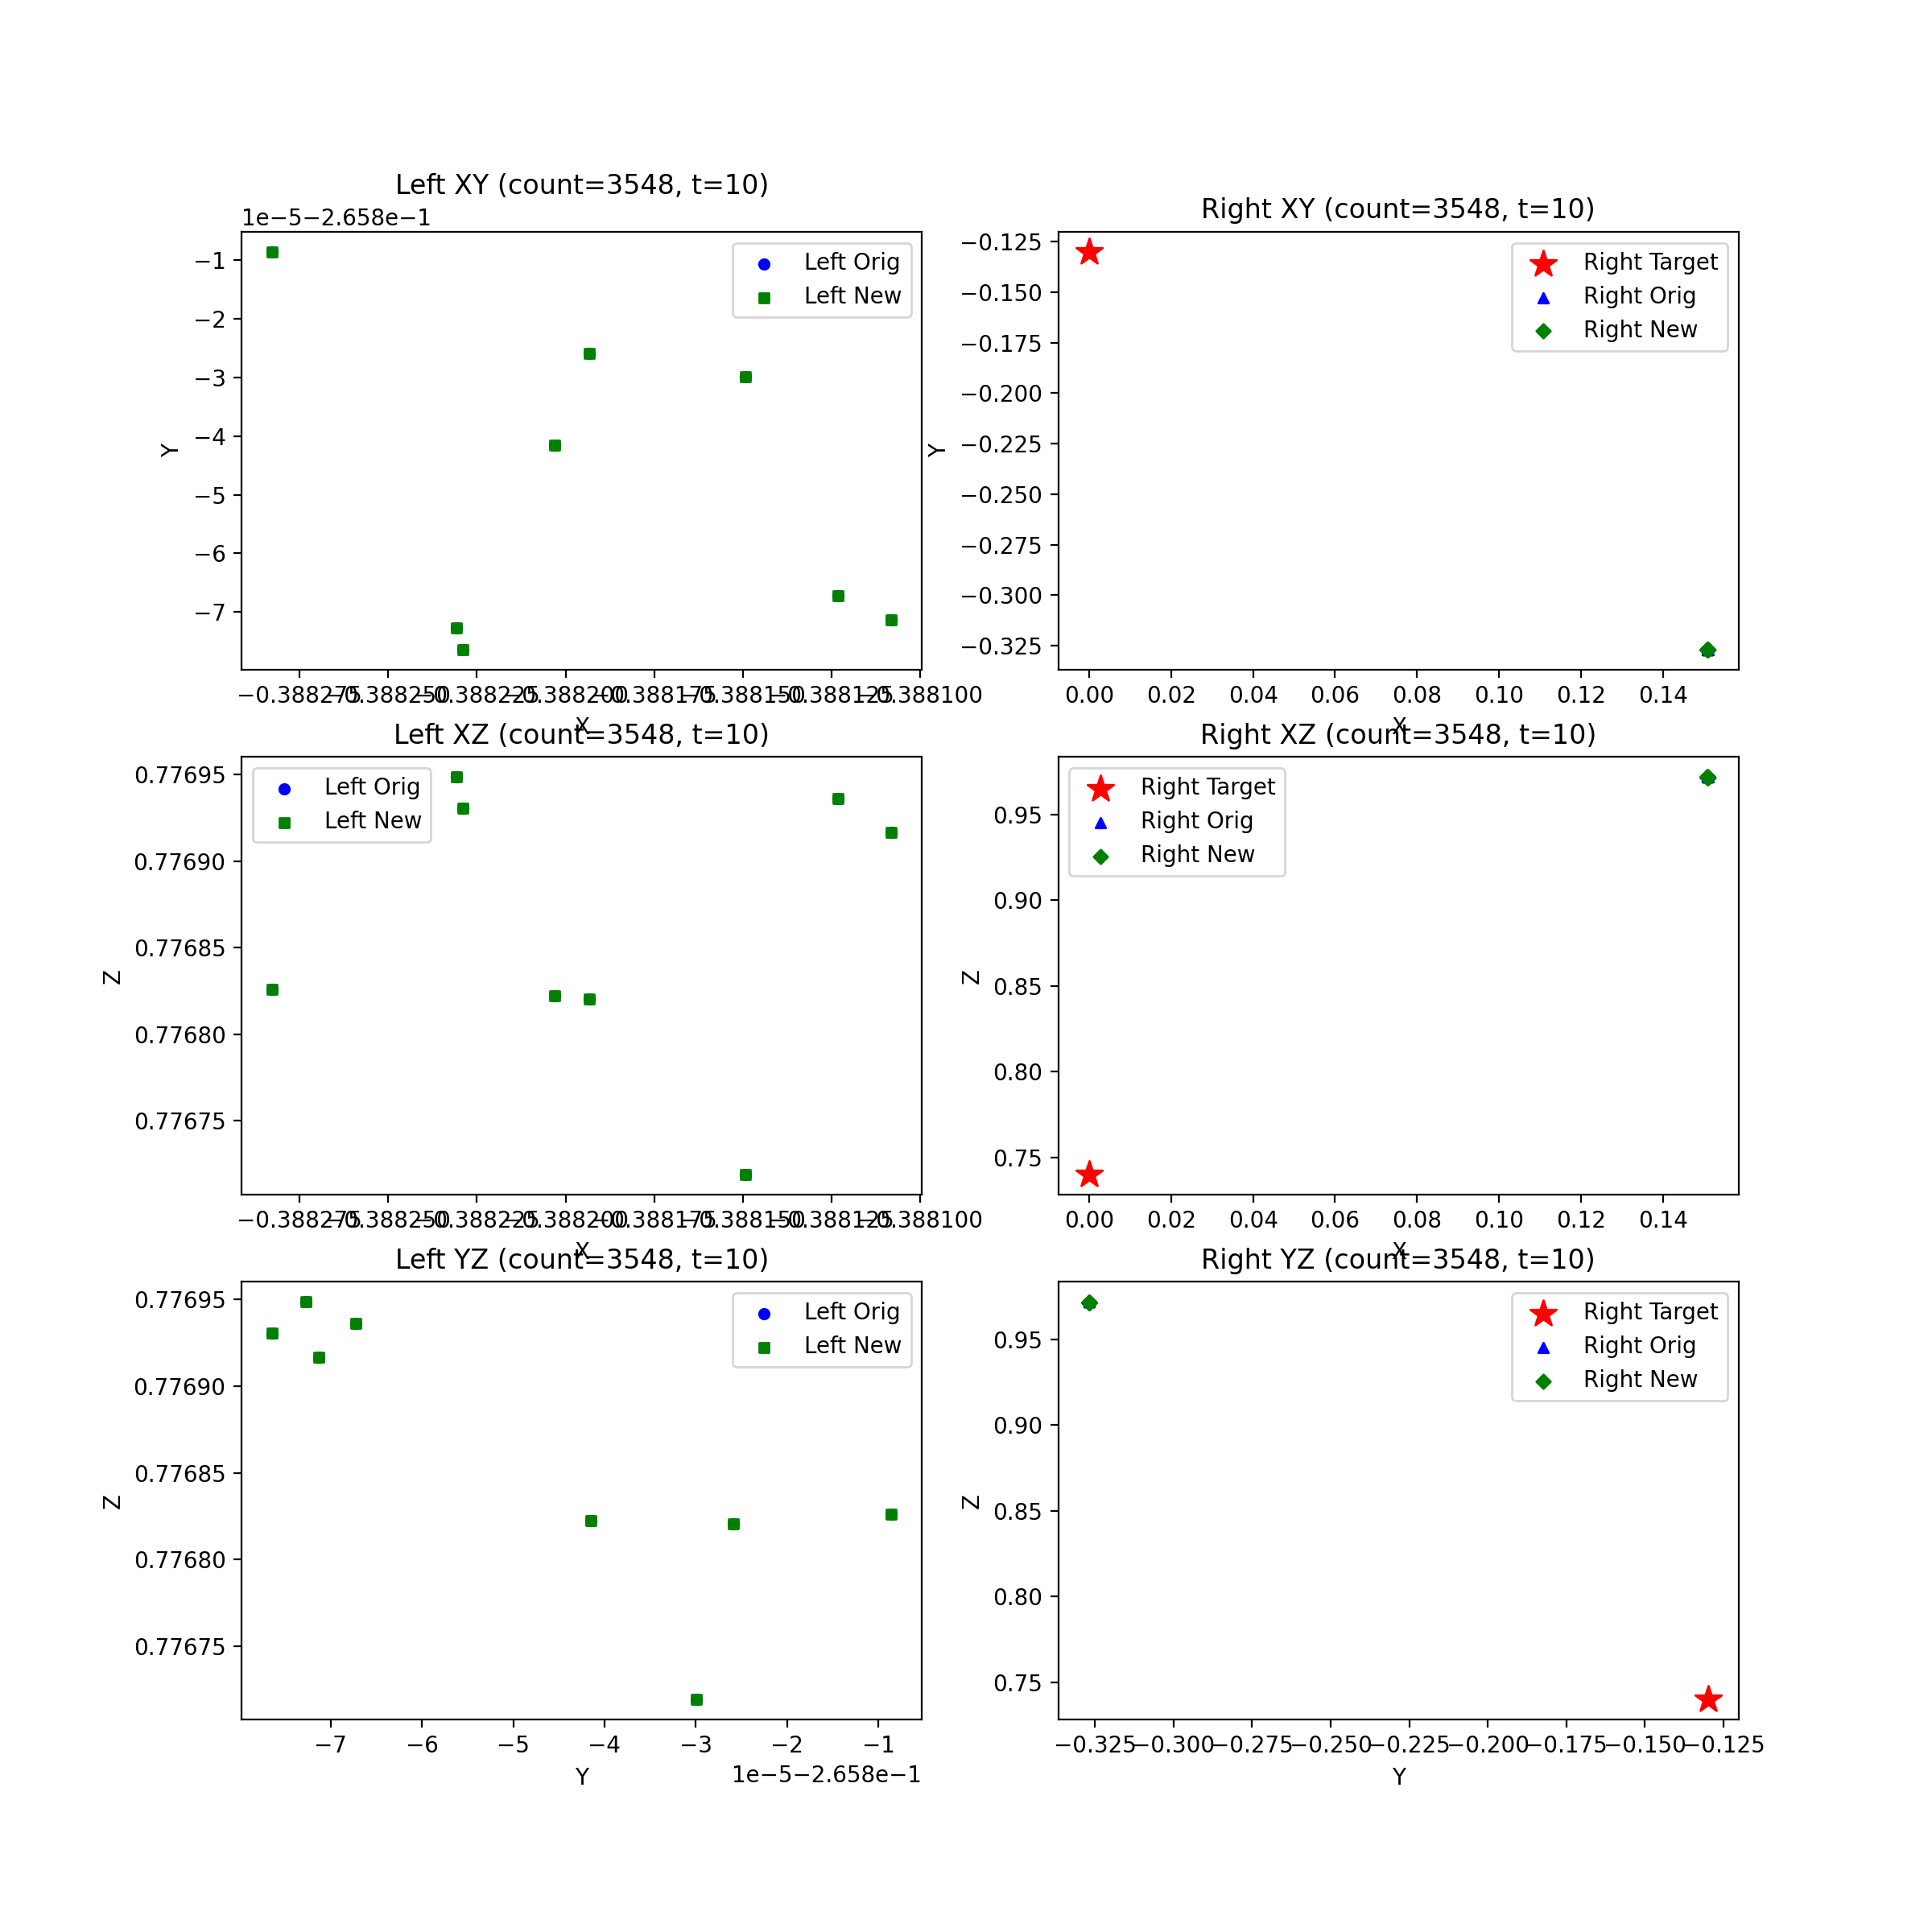 Left XY (count=3548, t=10)
1e−5−2.658e−1
Left Orig
Left New
−1
−2
−3
−4
−5
−6
−7
Y
−0.388275
−0.388250
−0.388225
−0.388200
−0.388175
−0.388150
−0.388125
−0.388100
X
Right XY (count=3548, t=10)
Right Target
Right Orig
Right New
−0.125
−0.150
−0.175
−0.200
−0.225
−0.250
−0.275
−0.300
−0.325
Y
0.00
0.02
0.04
0.06
0.08
0.10
0.12
0.14
X
Left XZ (count=3548, t=10)
Left Orig
Left New
0.77695
0.77690
0.77685
0.77680
0.77675
Z
−0.388275
−0.388250
−0.388225
−0.388200
−0.388175
−0.388150
−0.388125
−0.388100
X
Right XZ (count=3548, t=10)
Right Target
Right Orig
Right New
0.95
0.90
0.85
0.80
0.75
Z
0.00
0.02
0.04
0.06
0.08
0.10
0.12
0.14
X
Left YZ (count=3548, t=10)
Left Orig
Left New
0.77695
0.77690
0.77685
0.77680
0.77675
Z
−7
−6
−5
−4
−3
−2
−1
Y
1e−5−2.658e−1
Right YZ (count=3548, t=10)
Right Target
Right Orig
Right New
0.95
0.90
0.85
0.80
0.75
Z
−0.325
−0.300
−0.275
−0.250
−0.225
−0.200
−0.175
−0.150
−0.125
Y